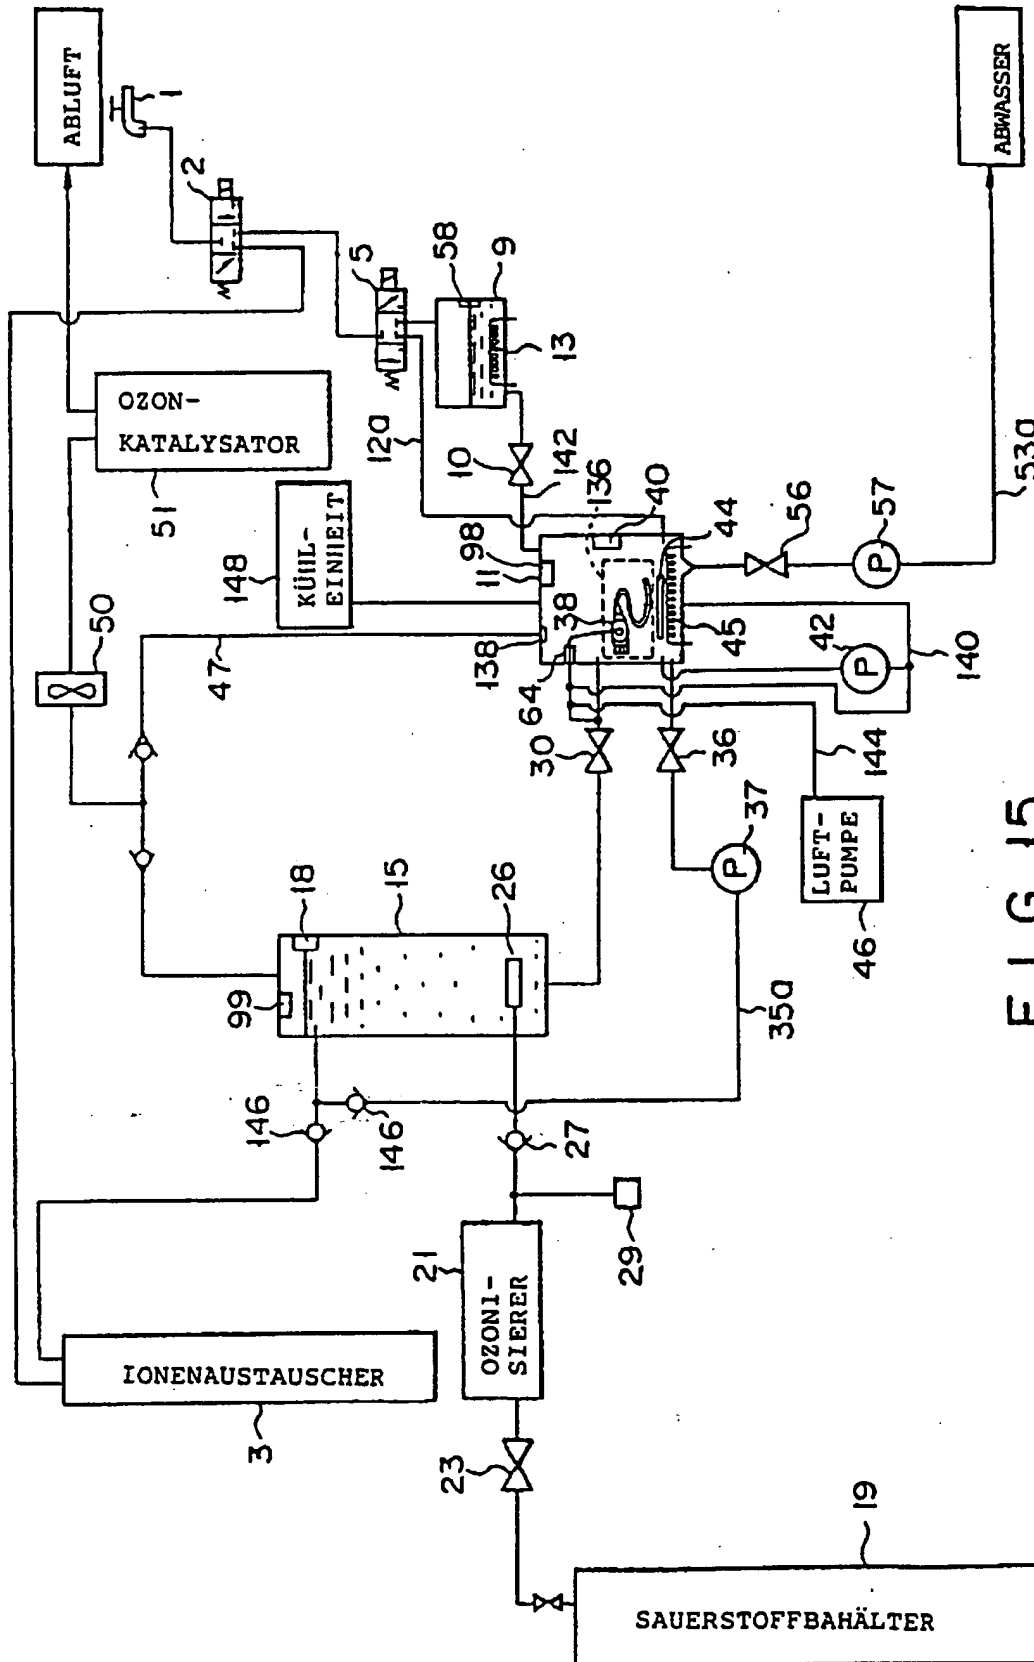 ABLUFT
1
2
5
58
9
13
OZON-
KATALYSATOR
51
12a
10
142
136
40
148
KÜHL-
EINHEIT
98
11
44
56
57
P
ABWASSER
53a
50
47
138
64
38
45
42
P
140
30
36
144
37
P
LUFT-
PUMPE
46
18
15
26
99
35a
146
146
27
29
21
OZONI-
SIERER
IONENAUSTAUSCHER
3
23
19
SAUERSTOFFBAHÄLTER
FIG. 15